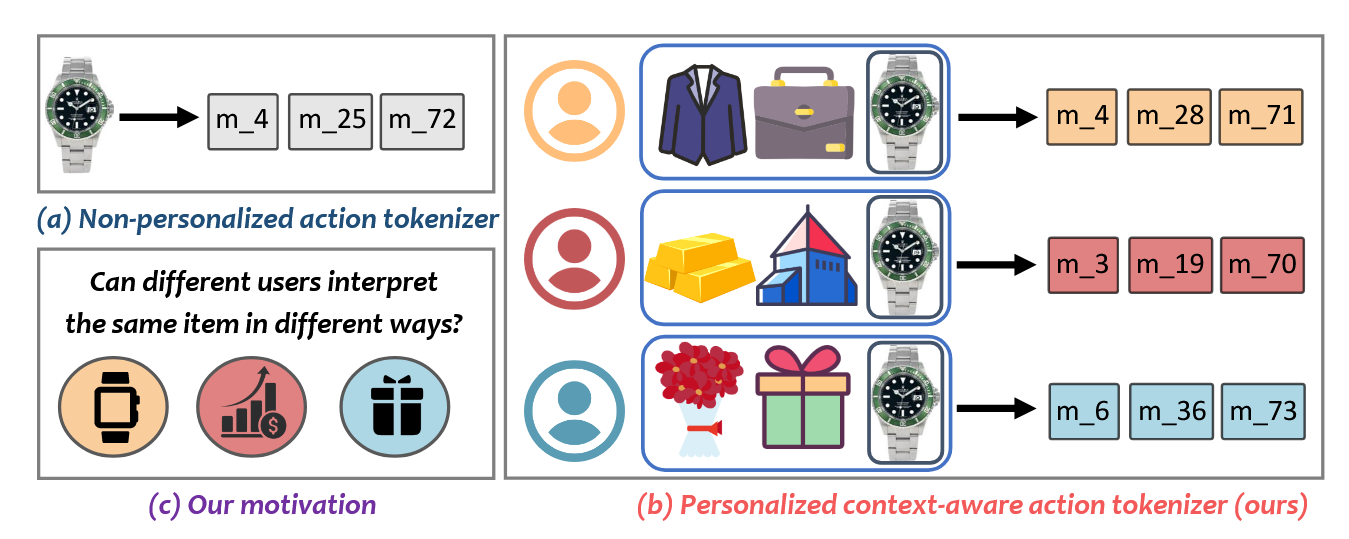 m_4 m_25 m_72
(a) Non-personalized action tokenizer
Can different users interpret
the same item in different ways?
$
(c) Our motivation
m_4 m_28 m_71
m_3 m_19 m_70
m_6 m_36 m_73
(b) Personalized context-aware action tokenizer (ours)